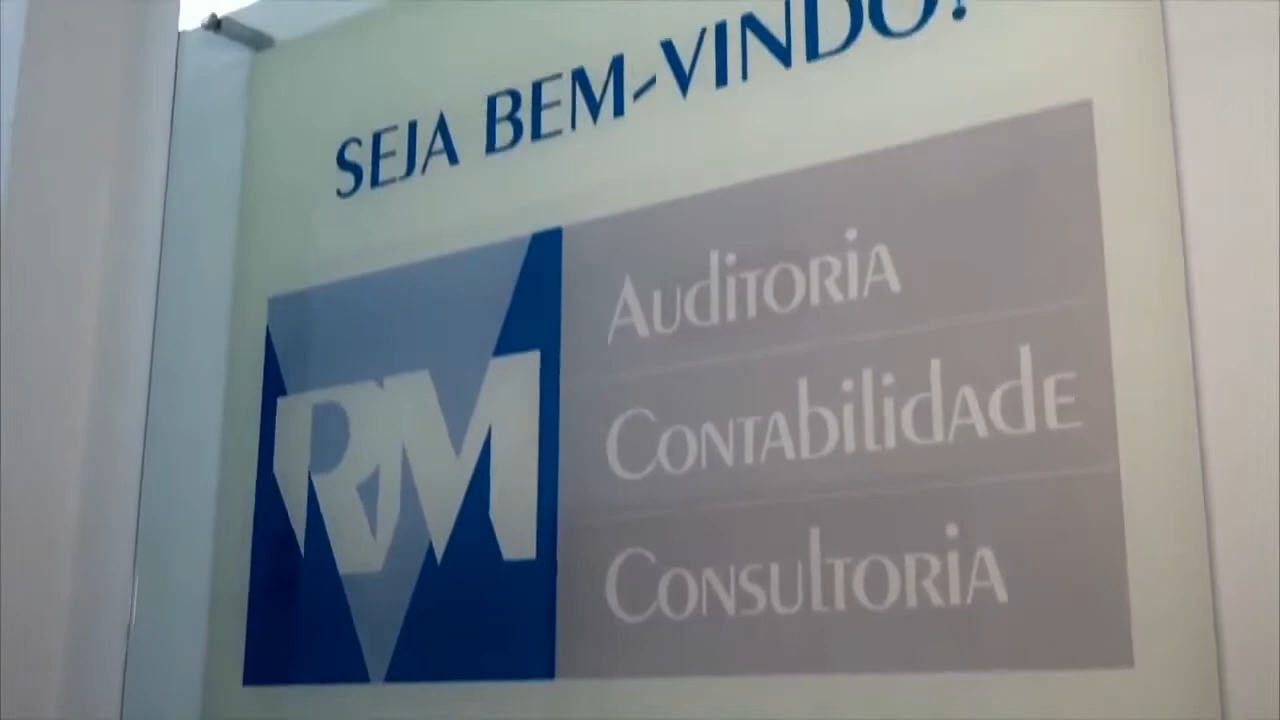 SEJA BEM-VINDO!
RM
Auditoria
Contabilidade
Consultoria